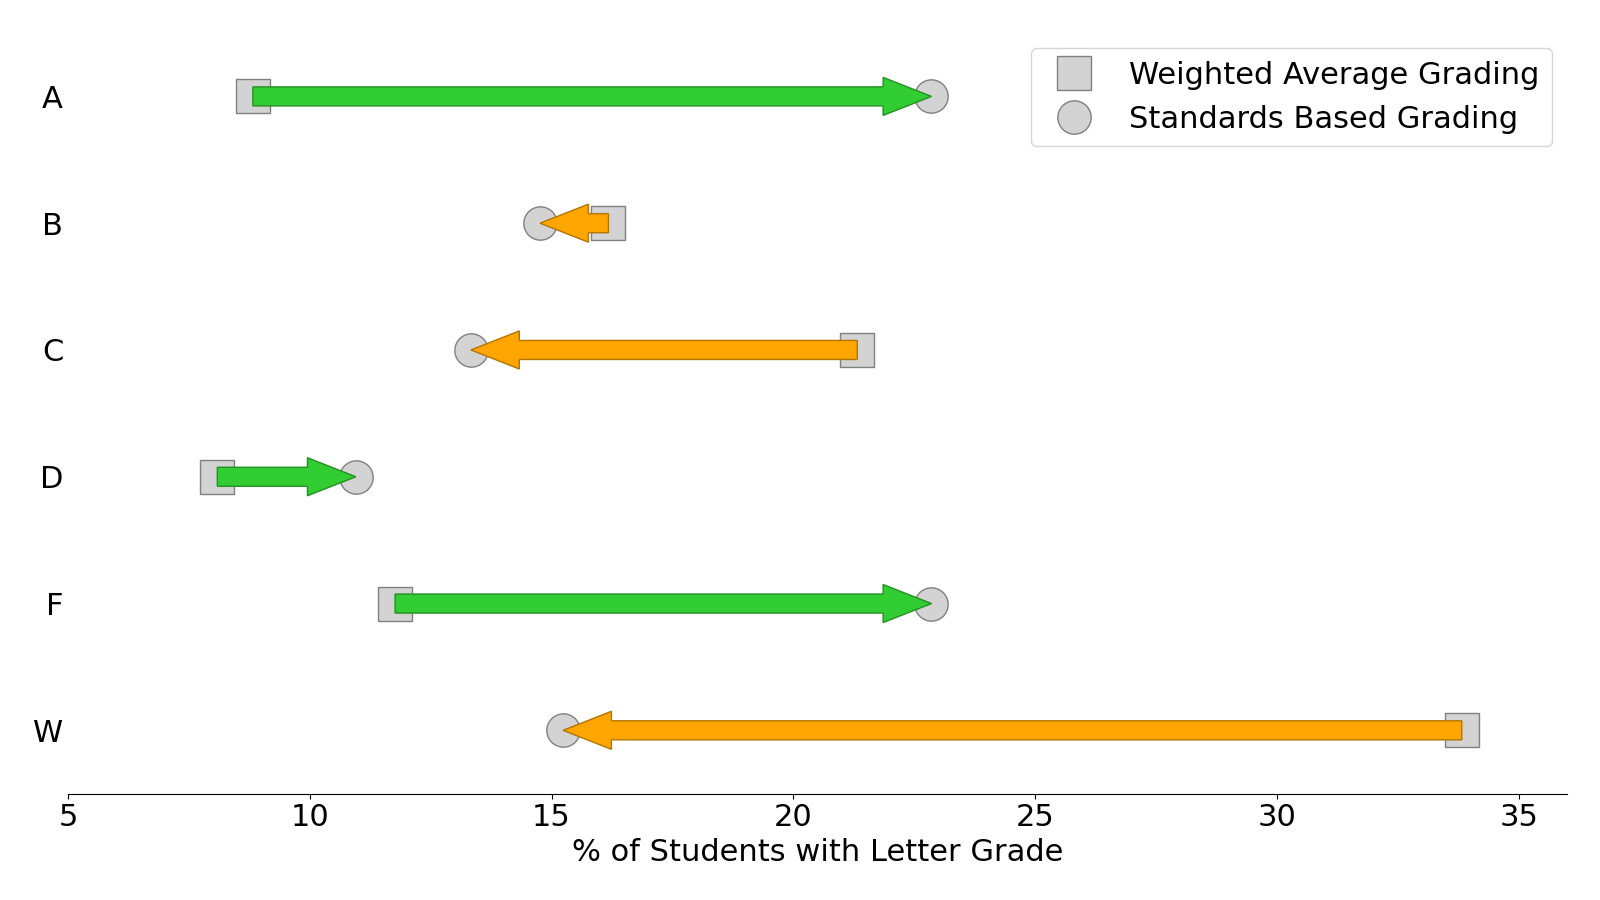 Weighted Average Grading
Standards Based Grading
A
B
C
D
F
W
5 10 15 20 25 30 35
% of Students with Letter Grade